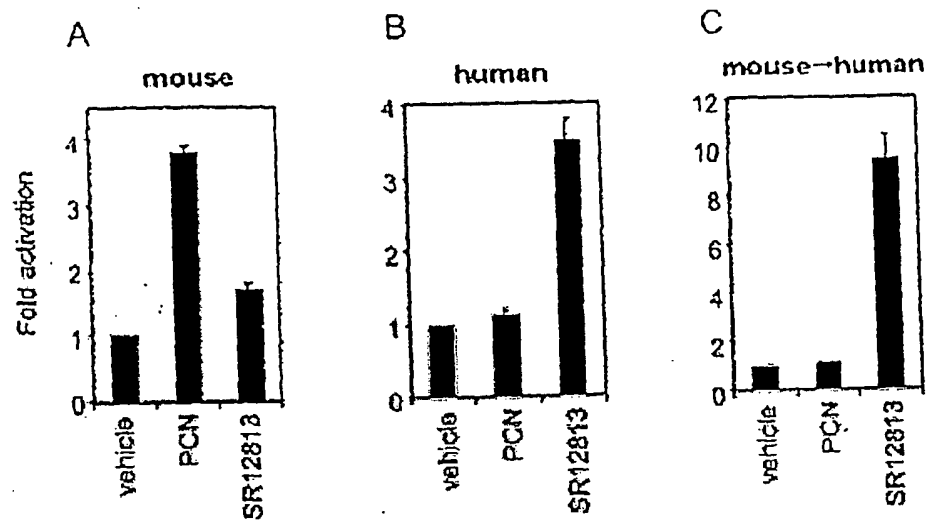 A
B
C
mouse
human
mouse→human
Fold activation
4
3
2
1
0
vehicle
PCN
SR12813
4
3
2
1
0
vehicle
PCN
SR12813
12
10
8
6
4
2
0
vehicle
PCN
SR12813